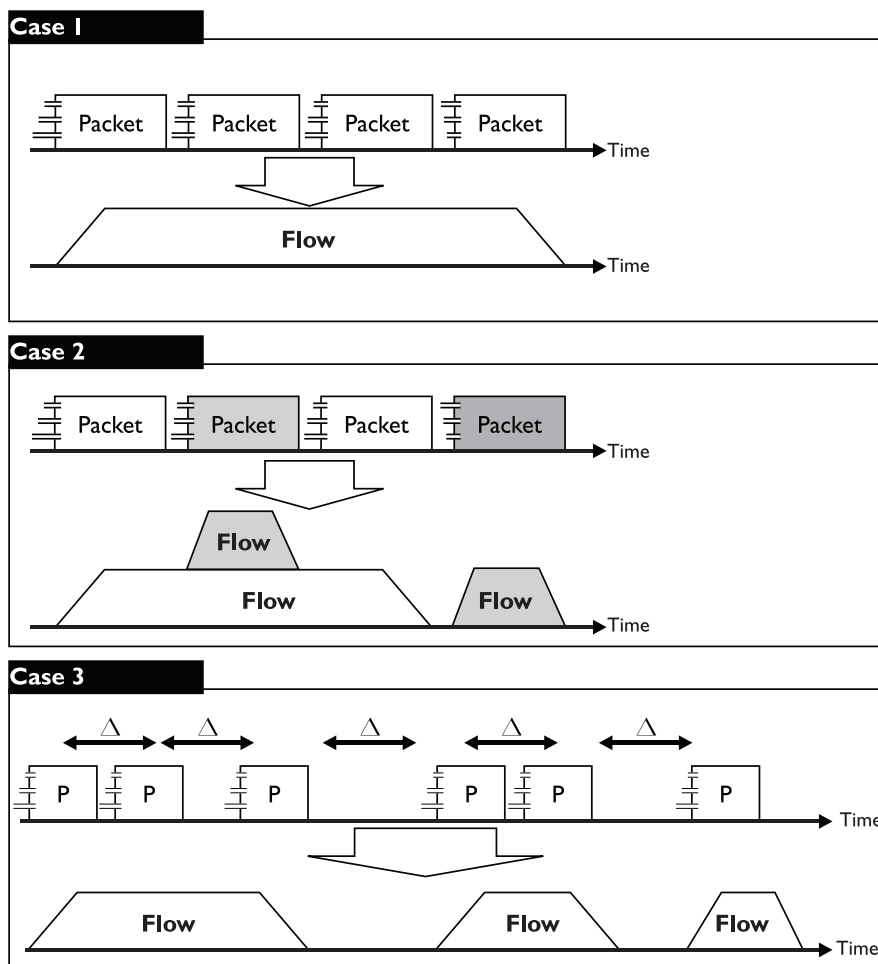 Case 1
Packet Packet Packet Packet
Time
Flow
Time
Case 2
Packet Packet Packet Packet
Time
Flow
Flow Flow
Time
Case 3
Δ Δ Δ Δ Δ
P P P P P P
Time
Flow Flow Flow
Time